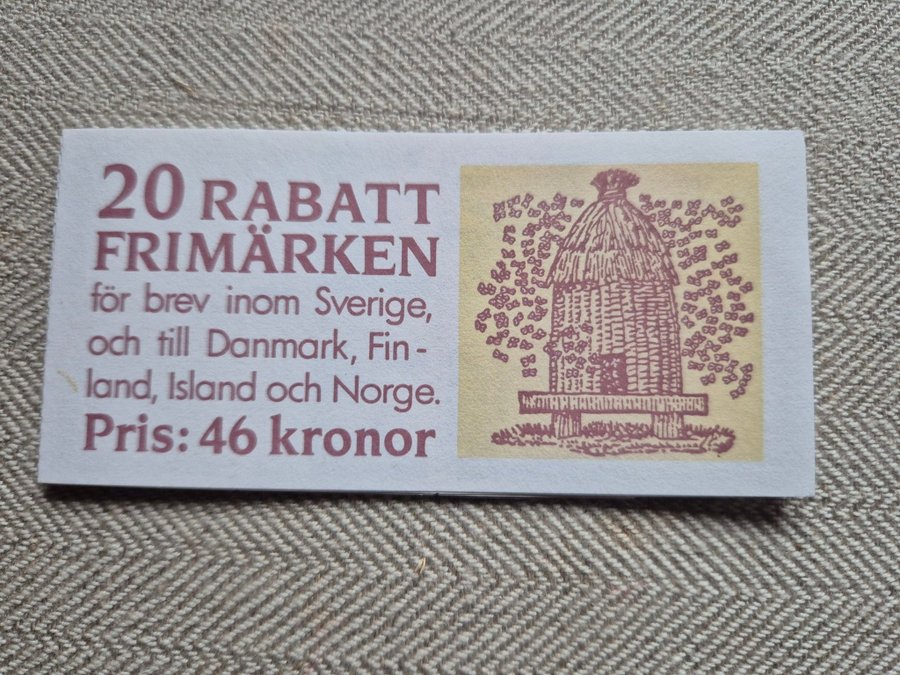 20 RABATT
FRIMÄRKEN
för brev inom Sverige,
och till Danmark, Fin-
land, Island och Norge.
Pris: 46 kronor